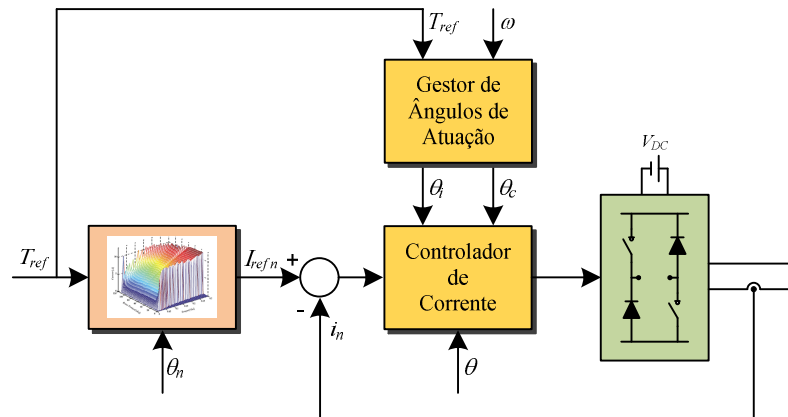 T_ref
ω
Gestor de
Ângulos de
Atuação
V_DC
θ_i
θ_c
T_ref
I_ref n
+
-
Controlador
de
Corrente
i_n
θ_n
θ